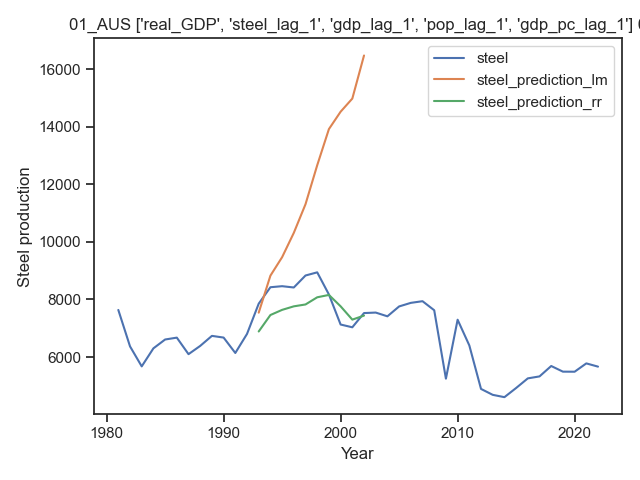 01_AUS ['real_GDP', 'steel_lag_1', 'gdp_lag_1', 'pop_lag_1', 'gdp_pc_lag_1']
steel
steel_prediction_lm
steel_prediction_rr
16000
14000
12000
10000
8000
6000
Steel production
1980
1990
2000
2010
2020
Year